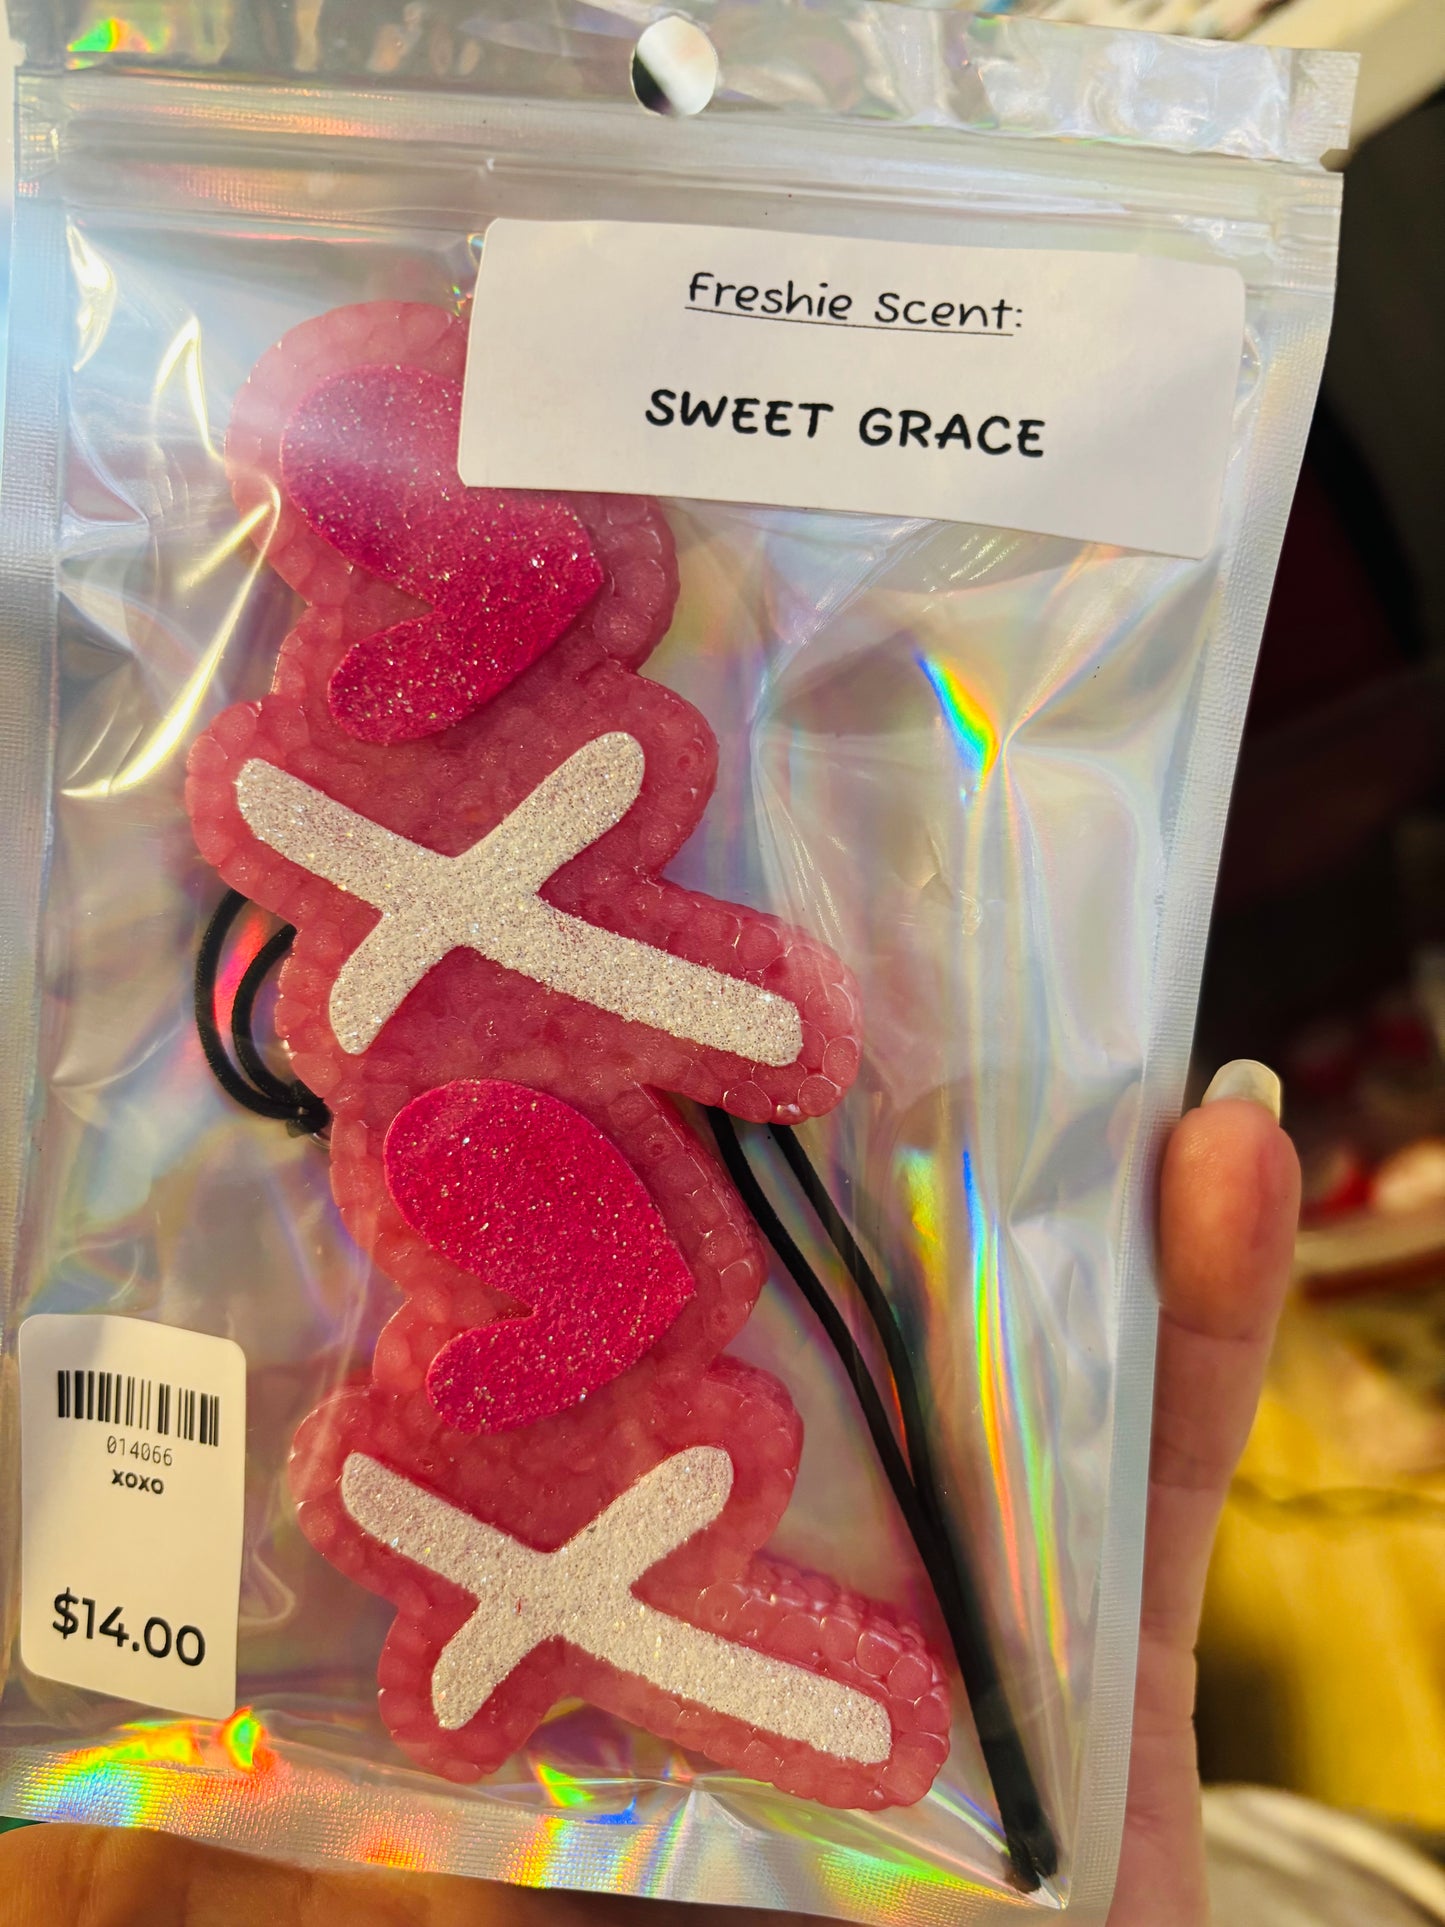 Freshie Scent:
SWEET GRACE
014066
xoxo
$14.00